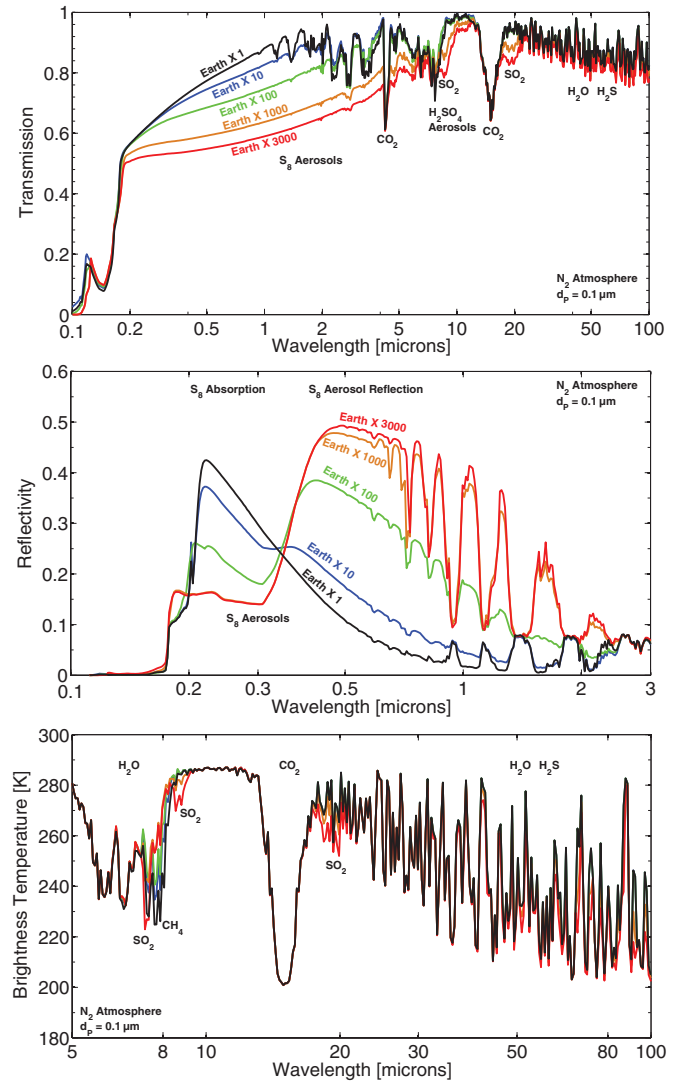 1
0.8
0.6
0.4
0.2
0
Transmission
Earth X 1
Earth X 10
Earth X 100
Earth X 1000
Earth X 3000
S8 Aerosols
CO2
SO2
H2SO4
Aerosols
CO2
SO2
H2O H2S
N2 Atmosphere
dP = 0.1 µm
0.1 0.2 0.5 1 2 5 10 20 50 100
Wavelength [microns]
0.6
0.5
0.4
0.3
0.2
0.1
0
Reflectivity
S8 Absorption
S8 Aerosol Reflection
N2 Atmosphere
dP = 0.1 µm
Earth X 3000
Earth X 1000
Earth X 100
Earth X 10
Earth X 1
S8 Aerosols
0.1 0.2 0.3 0.5 1 2 3
Wavelength [microns]
300
280
260
240
220
200
180
Brightness Temperature [K]
H2O
CO2
H2O H2S
SO2
SO2
CH4
SO2
N2 Atmosphere
dP = 0.1 µm
5 8 10 20 30 50 100
Wavelength [microns]